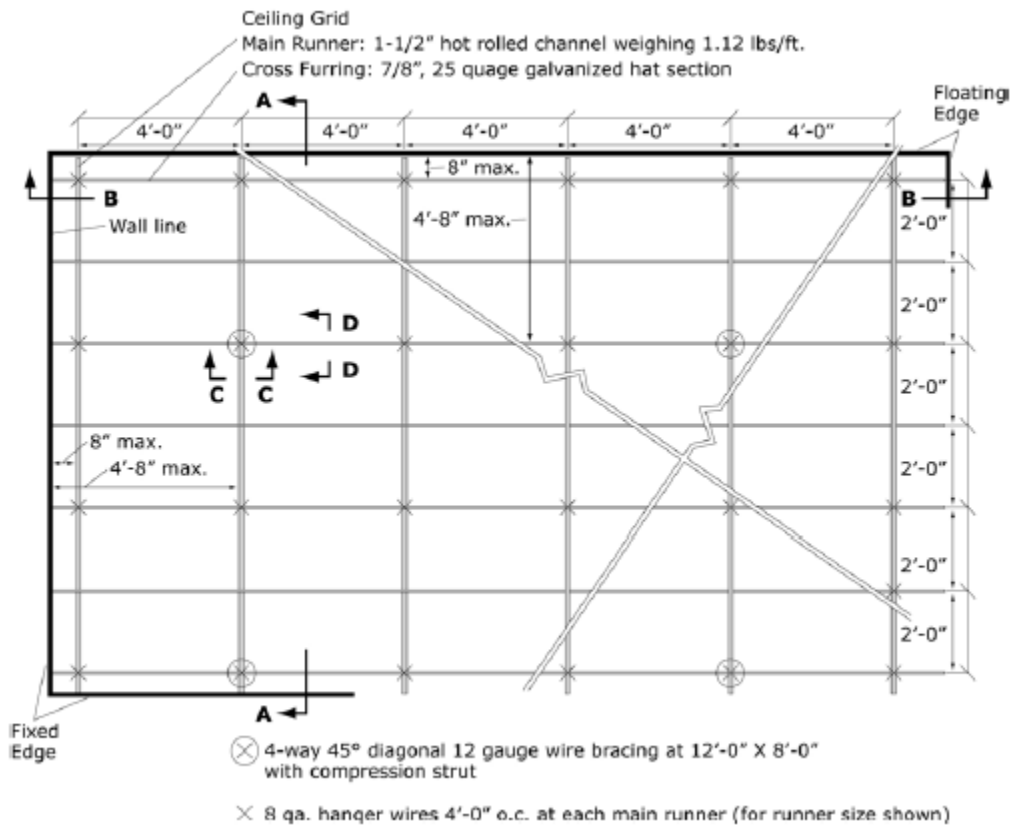 Ceiling Grid
Main Runner: 1-1/2" hot rolled channel weighing 1.12 lbs/ft.
Cross Furring: 7/8", 25 quage galvanized hat section
A
Floating
Edge
4'-0"
4'-0"
4'-0"
4'-0"
4'-0"
8" max.
B
B
4'-8" max.
Wall line
2'-0"
2'-0"
D
D
C
C
2'-0"
8" max.
4'-8" max.
2'-0"
2'-0"
2'-0"
A
Fixed
Edge
4-way 45° diagonal 12 gauge wire bracing at 12'-0" X 8'-0"
with compression strut
8 ga. hanger wires 4'-0" o.c. at each main runner (for runner size shown)